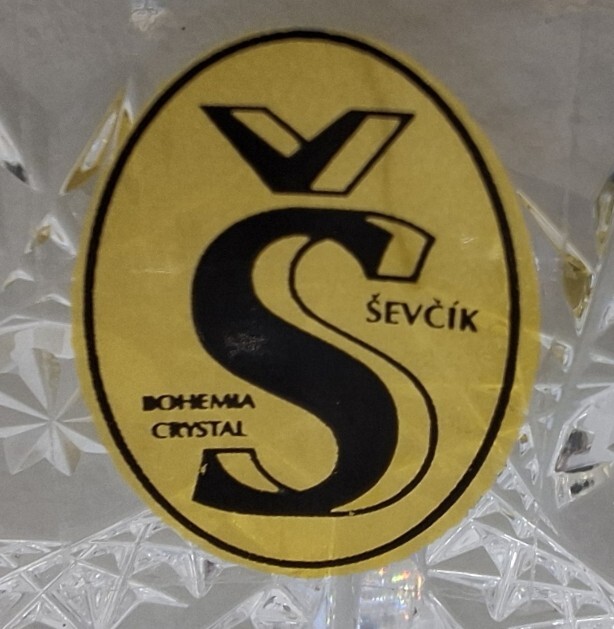 Š
ŠEVČÍK
BOHEMIA
CRYSTAL